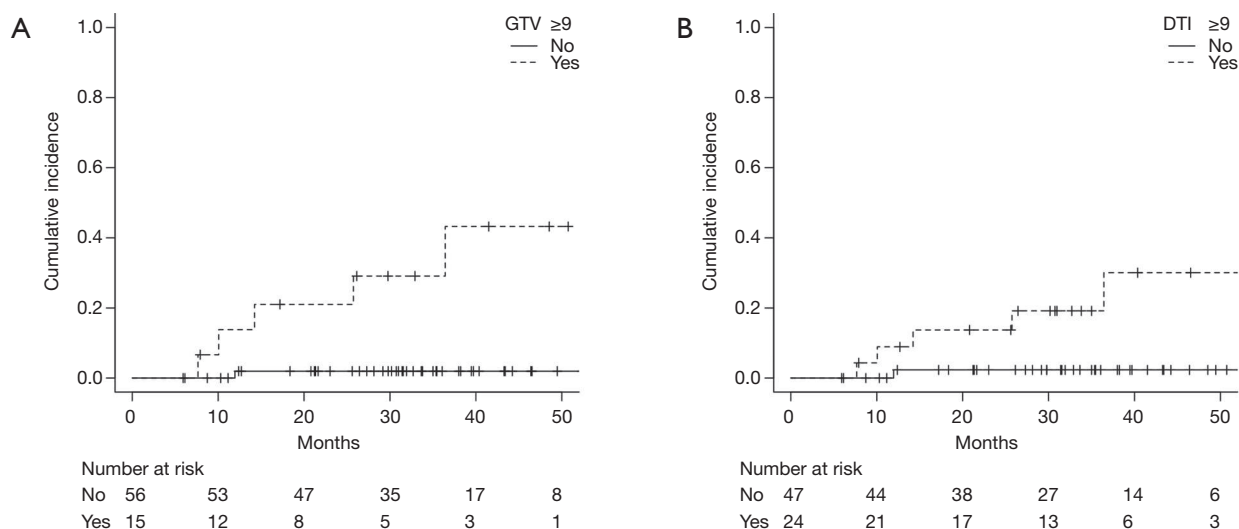 A
GTV ≥9
No
Yes
Cumulative incidence
1.0
0.8
0.6
0.4
0.2
0.0
0 10 20 30 40 50
Months
Number at risk
No 56 53 47 35 17 8
Yes 15 12 8 5 3 1
B
DTI ≥9
No
Yes
Cumulative incidence
1.0
0.8
0.6
0.4
0.2
0.0
0 10 20 30 40 50
Months
Number at risk
No 47 44 38 27 14 6
Yes 24 21 17 13 6 3